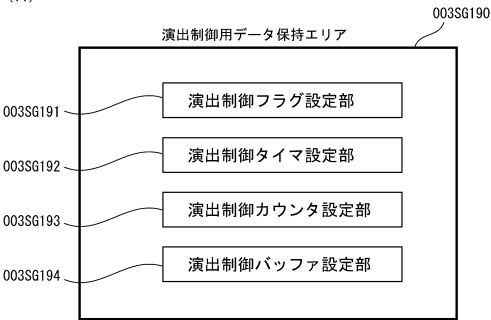 003SG190
演出制御用データ保持エリア
003SG191
演出制御フラグ設定部
003SG192
演出制御タイマ設定部
003SG193
演出制御カウンタ設定部
003SG194
演出制御バッファ設定部